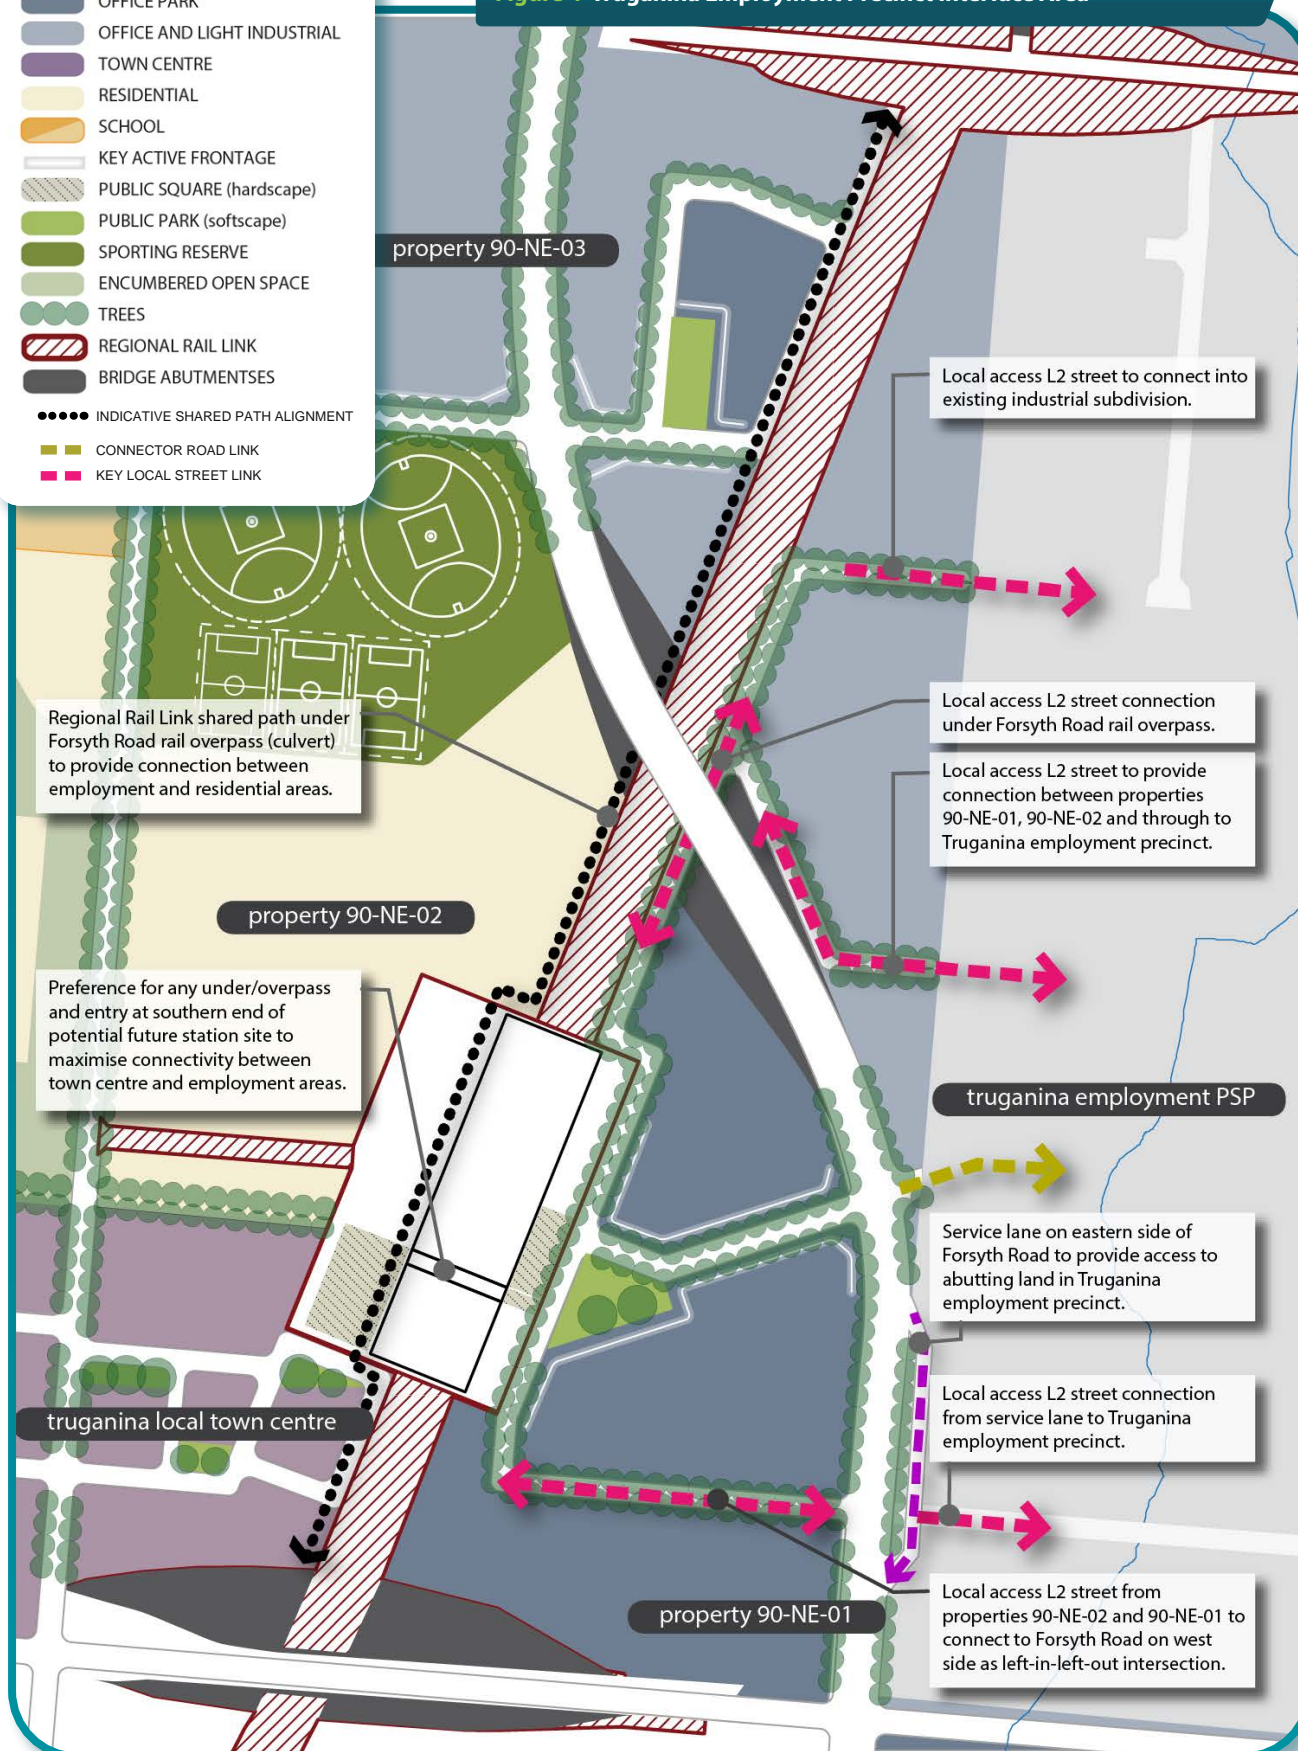 OFFICE PARK
Figure 1 Truganina Employment Precinct Interface Area
OFFICE AND LIGHT INDUSTRIAL
TOWN CENTRE
RESIDENTIAL
SCHOOL
KEY ACTIVE FRONTAGE
PUBLIC SQUARE (hardscape)
PUBLIC PARK (softscape)
SPORTING RESERVE
ENCUMBERED OPEN SPACE
TREES
REGIONAL RAIL LINK
BRIDGE ABUTMENTSES
INDICATIVE SHARED PATH ALIGNMENT
CONNECTOR ROAD LINK
KEY LOCAL STREET LINK
property 90-NE-03
Local access L2 street to connect into
existing industrial subdivision.
Local access L2 street connection
under Forsyth Road rail overpass.
Regional Rail Link shared path under
Forsyth Road rail overpass (culvert)
to provide connection between
employment and residential areas.
Local access L2 street to provide
connection between properties
90-NE-01, 90-NE-02 and through to
Truganina employment precinct.
property 90-NE-02
Preference for any under/overpass
and entry at southern end of
potential future station site to
maximise connectivity between
town centre and employment areas.
truganina employment PSP
Service lane on eastern side of
Forsyth Road to provide access to
abutting land in Truganina
employment precinct.
Local access L2 street connection
from service lane to Truganina
employment precinct.
truganina local town centre
Local access L2 street from
properties 90-NE-02 and 90-NE-01 to
connect to Forsyth Road on west
side as left-in-left-out intersection.
property 90-NE-01